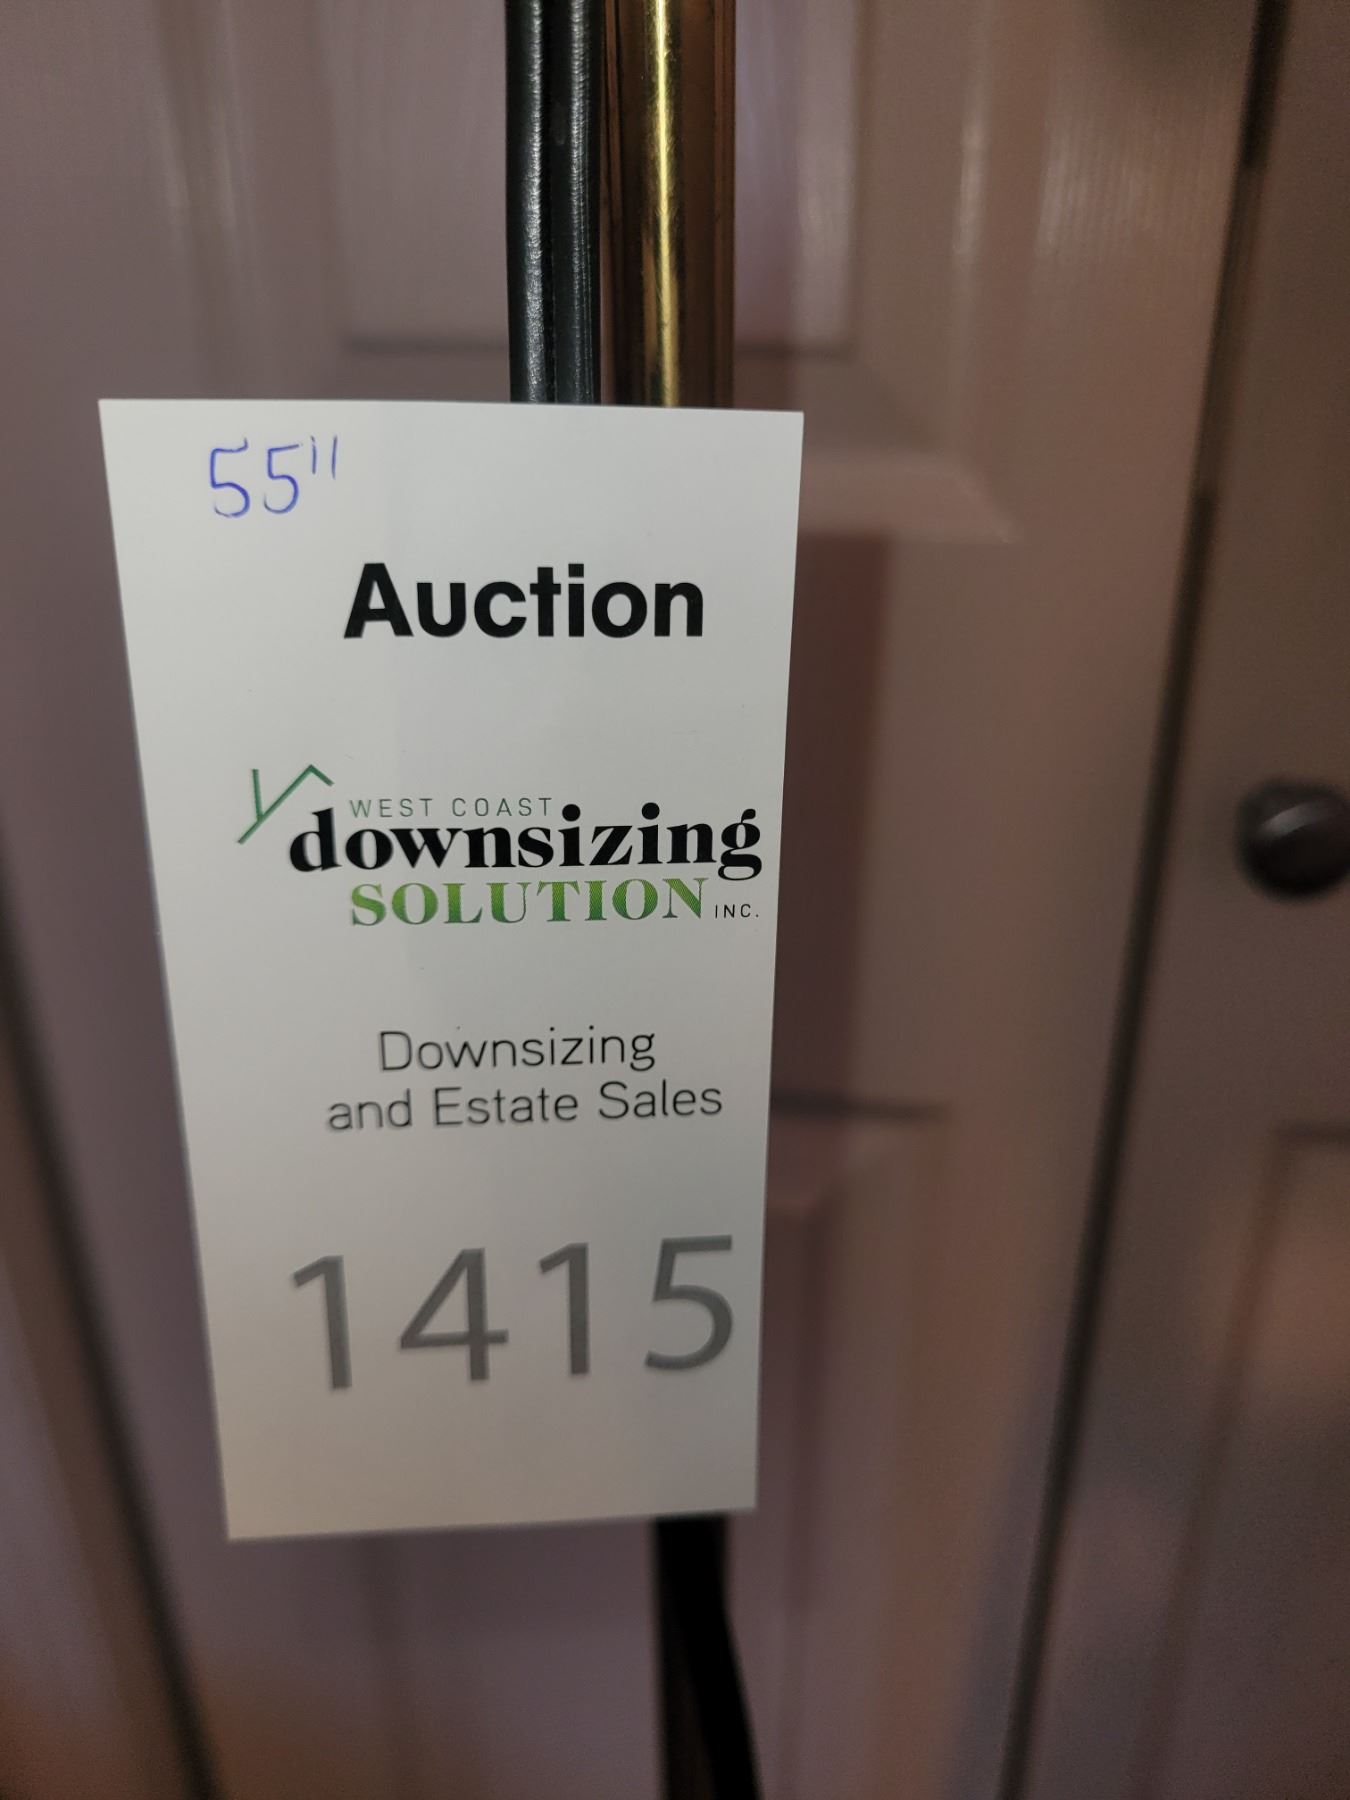 55"
Auction
WEST COAST
downsizing
SOLUTION INC.
Downsizing
and Estate Sales
1415